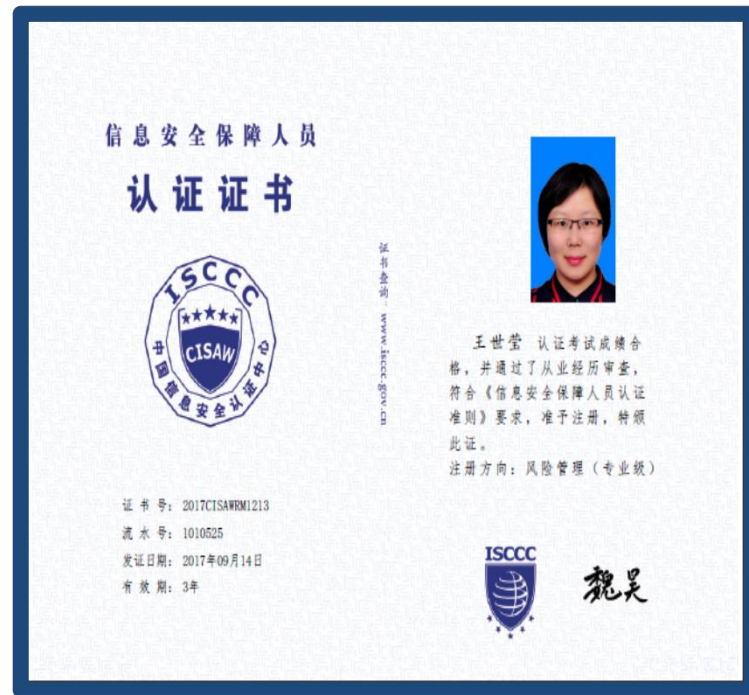 信息安全保障人员
认证证书
ISCCC
CISAW
中国信息安全认证中心
证书号: 2017CISAWRM1213
流水号: 1010525
发证日期: 2017年09月14日
有效期: 3年
证书查询:www.isccc.gov.cn
王世莹 认证考试成绩合
格,并通过了从业经历审查,
符合《信息安全保障人员认证
准则》要求,准予注册,特颁
此证。
注册方向:风险管理(专业级)
ISCCC
魏昊